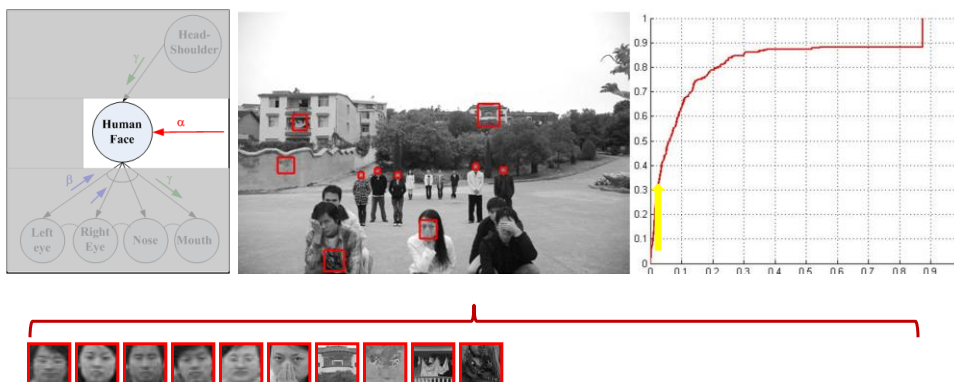 Head-
Shoulder
γ
Human
Face
α
β
γ
Left
eye
Right
Eye
Nose
Mouth
1
0.9
0.8
0.7
0.6
0.5
0.4
0.3
0.2
0.1
0
0 0.1 0.2 0.3 0.4 0.5 0.6 0.7 0.8 0.9